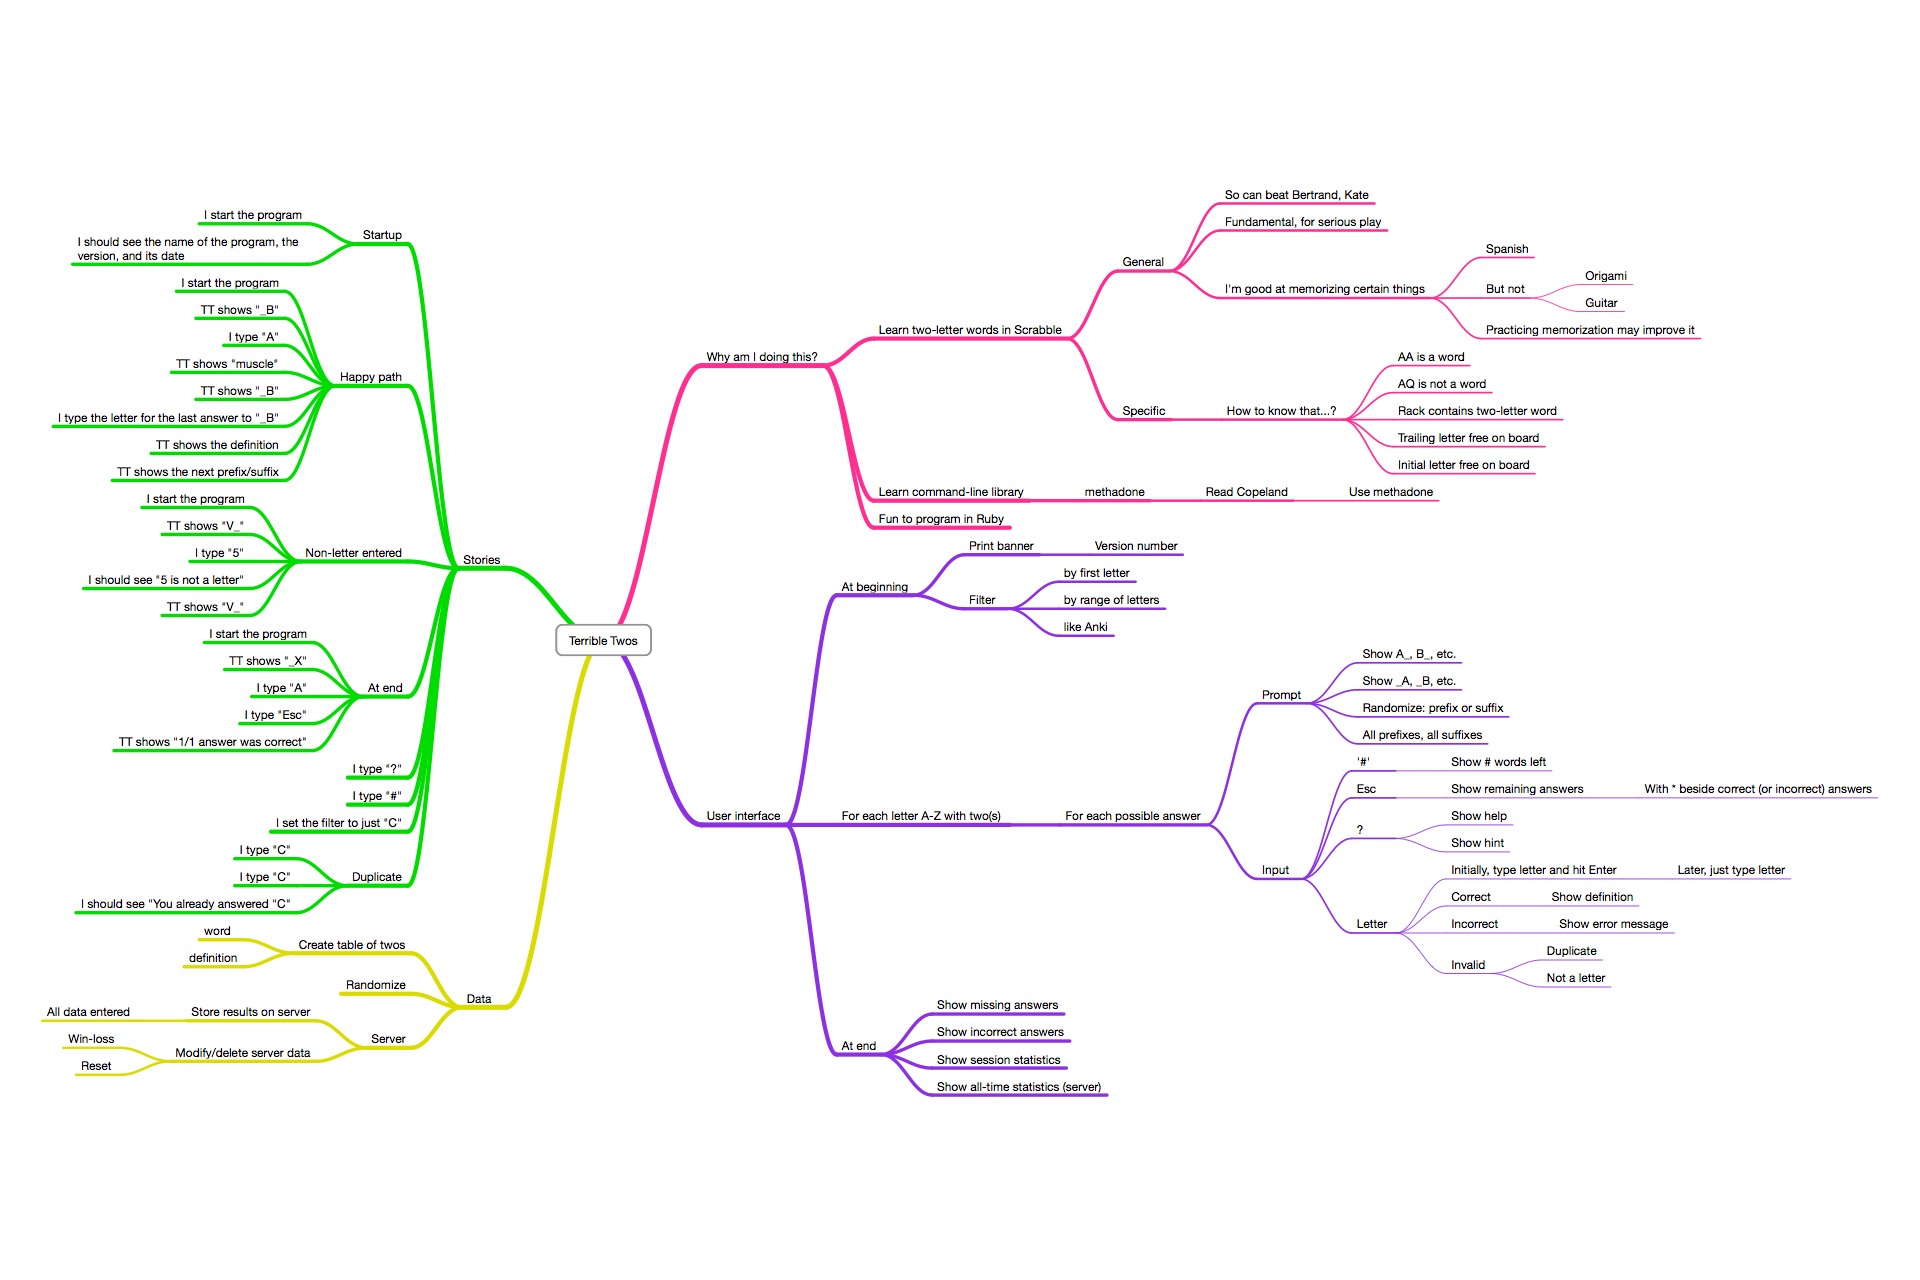 Terrible Twos
Stories
Startup
I start the program
I should see the name of the program, the
version, and its date
Happy path
I start the program
TT shows "_B"
I type "A"
TT shows "muscle"
TT shows "_B"
I type the letter for the last answer to "_B"
TT shows the definition
TT shows the next prefix/suffix
Non-letter entered
I start the program
TT shows "V_"
I type "5"
I should see "5 is not a letter"
TT shows "V_"
At end
I start the program
TT shows "_X"
I type "A"
I type "Esc"
TT shows "1/1 answer was correct"
I type "?"
I type "#"
I set the filter to just "C"
Duplicate
I type "C"
I type "C"
I should see "You already answered "C"
Data
Create table of twos
word
definition
Randomize
Server
Store results on server
All data entered
Modify/delete server data
Win-loss
Reset
Why am I doing this?
Learn two-letter words in Scrabble
General
So can beat Bertrand, Kate
Fundamental, for serious play
I'm good at memorizing certain things
Spanish
But not
Origami
Guitar
Practicing memorization may improve it
Specific
How to know that...?
AA is a word
AQ is not a word
Rack contains two-letter word
Trailing letter free on board
Initial letter free on board
Learn command-line library
methadone
Read Copeland
Use methadone
Fun to program in Ruby
User interface
At beginning
Print banner
Version number
Filter
by first letter
by range of letters
like Anki
For each letter A-Z with two(s)
For each possible answer
Prompt
Show A_, B_, etc.
Show _A, _B, etc.
Randomize: prefix or suffix
All prefixes, all suffixes
Input
'#'
Show # words left
Esc
Show remaining answers
With * beside correct (or incorrect) answers
?
Show help
Show hint
Letter
Initially, type letter and hit Enter
Later, just type letter
Correct
Show definition
Incorrect
Show error message
Invalid
Duplicate
Not a letter
At end
Show missing answers
Show incorrect answers
Show session statistics
Show all-time statistics (server)